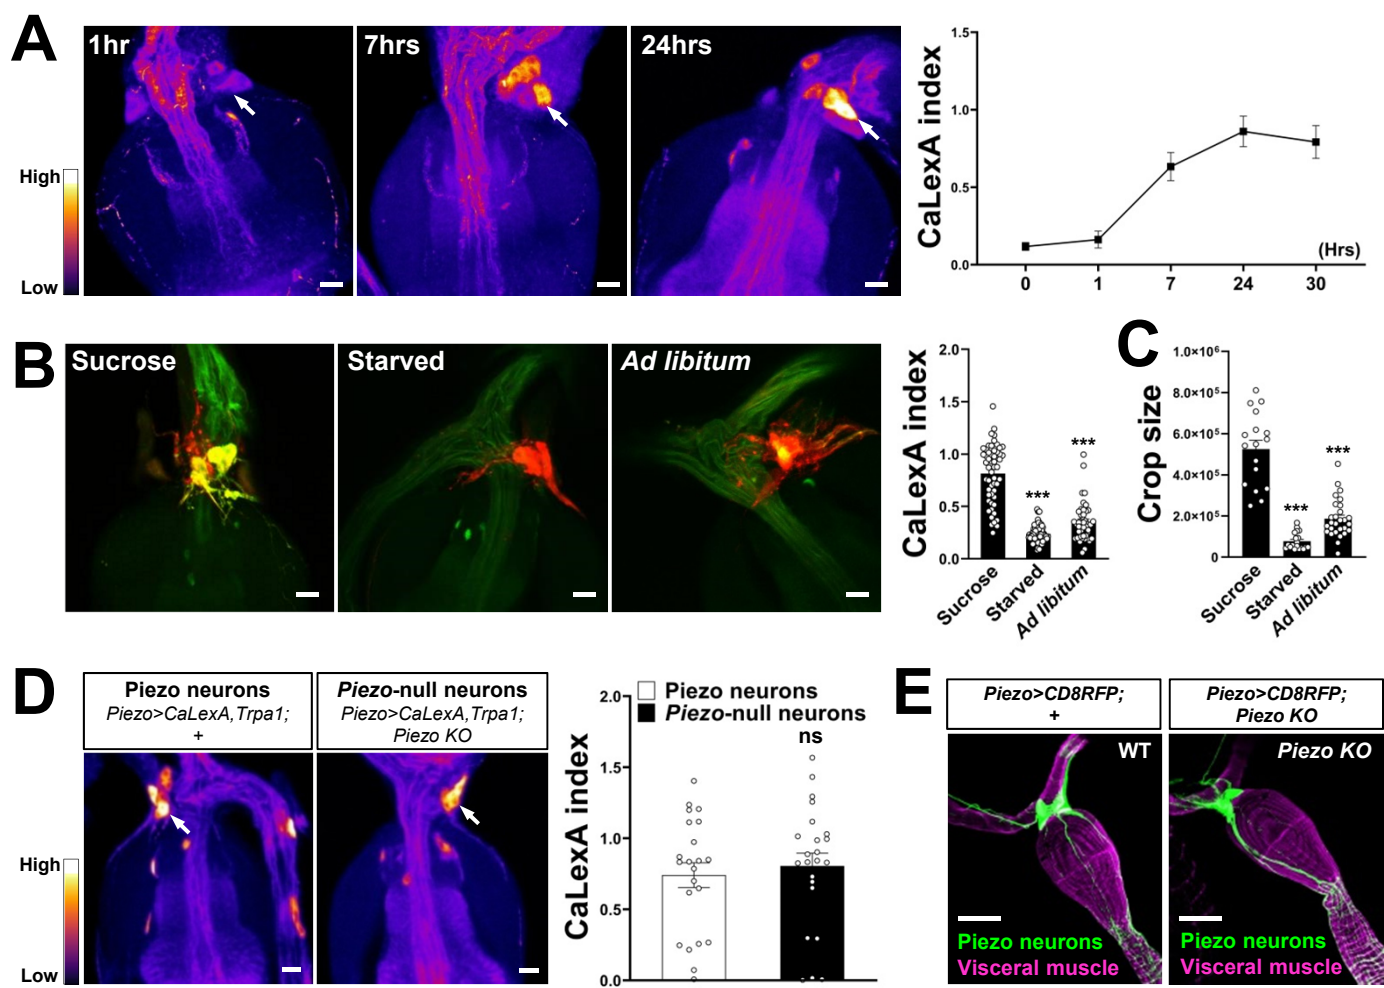 A
1hr
7hrs
24hrs
High
Low
CaLexA index
1.5
1.0
0.5
0.0
0
1
7
24
30
(Hrs)
B
Sucrose
Starved
Ad libitum
CaLexA index
2.0
1.5
1.0
0.5
0.0
***
***
Sucrose
Starved
Ad libitum
C
Crop size
1.0×10⁶
8.0×10⁵
6.0×10⁵
4.0×10⁵
2.0×10⁵
0
***
***
Sucrose
Starved
Ad libitum
D
Piezo neurons
Piezo>CaLexA,Trpa1;
+
Piezo-null neurons
Piezo>CaLexA,Trpa1;
Piezo KO
High
Low
CaLexA index
2.0
1.5
1.0
0.5
0.0
Piezo neurons
Piezo-null neurons
ns
E
Piezo>CD8RFP;
+
Piezo>CD8RFP;
Piezo KO
WT
Piezo neurons
Visceral muscle
Piezo KO
Piezo neurons
Visceral muscle